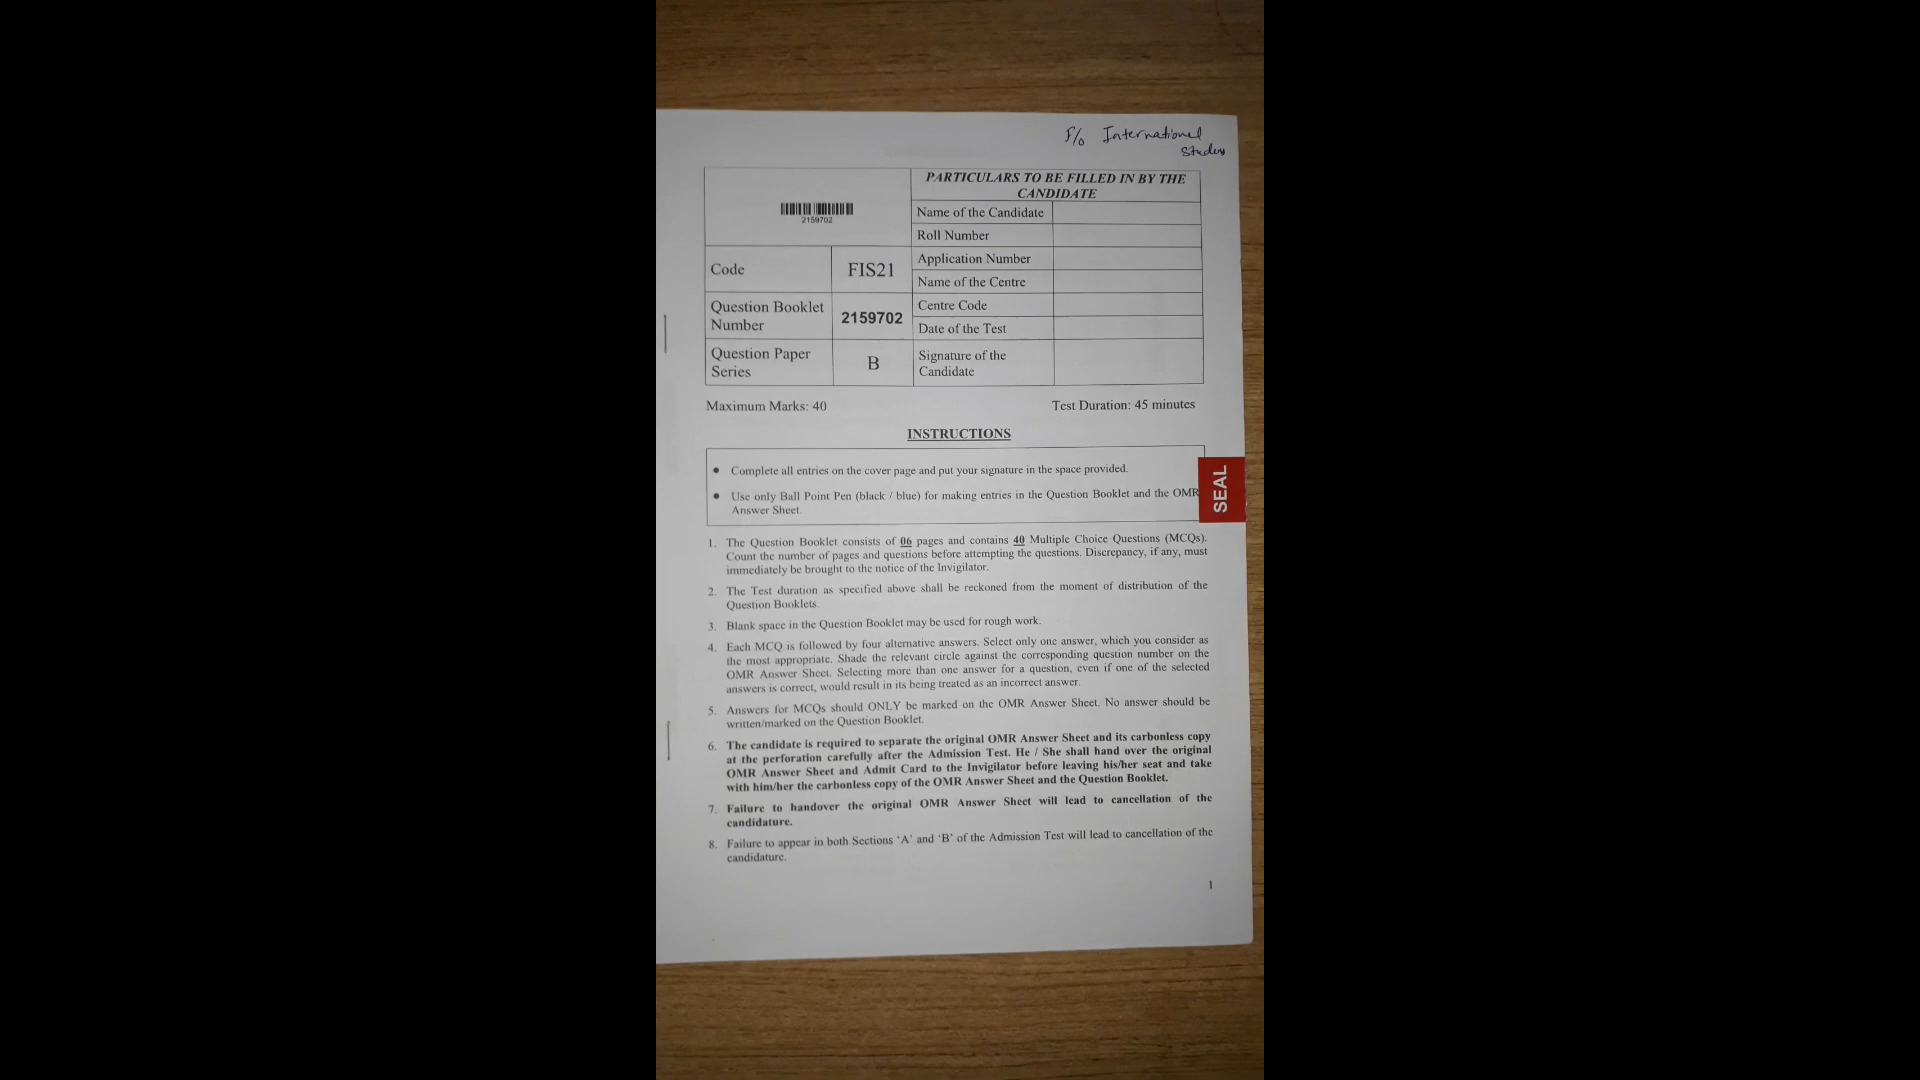 F/o International
Studies
PARTICULARS TO BE FILLED IN BY THE
CANDIDATE
2159702
Name of the Candidate
Roll Number
Code
FIS21
Application Number
Name of the Centre
Question Booklet
Number
2159702
Centre Code
Date of the Test
Question Paper
Series
B
Signature of the
Candidate
Maximum Marks: 40
Test Duration: 45 minutes
INSTRUCTIONS
• Complete all entries on the cover page and put your signature in the space provided.
• Use only Ball Point Pen (black / blue) for making entries in the Question Booklet and the OMR
Answer Sheet.
SEAL
1. The Question Booklet consists of 06 pages and contains 40 Multiple Choice Questions (MCQs).
Count the number of pages and questions before attempting the questions. Discrepancy, if any, must
immediately be brought to the notice of the Invigilator.
2. The Test duration as specified above shall be reckoned from the moment of distribution of the
Question Booklets.
3. Blank space in the Question Booklet may be used for rough work.
4. Each MCQ is followed by four alternative answers. Select only one answer, which you consider as
the most appropriate. Shade the relevant circle against the corresponding question number on the
OMR Answer Sheet. Selecting more than one answer for a question, even if one of the selected
answers is correct, would result in its being treated as an incorrect answer.
5. Answers for MCQs should ONLY be marked on the OMR Answer Sheet. No answer should be
written/marked on the Question Booklet.
6. The candidate is required to separate the original OMR Answer Sheet and its carbonless copy
at the perforation carefully after the Admission Test. He / She shall hand over the original
OMR Answer Sheet and Admit Card to the Invigilator before leaving his/her seat and take
with him/her the carbonless copy of the OMR Answer Sheet and the Question Booklet.
7. Failure to handover the original OMR Answer Sheet will lead to cancellation of the
candidature.
8. Failure to appear in both Sections 'A' and 'B' of the Admission Test will lead to cancellation of the
candidature.
1